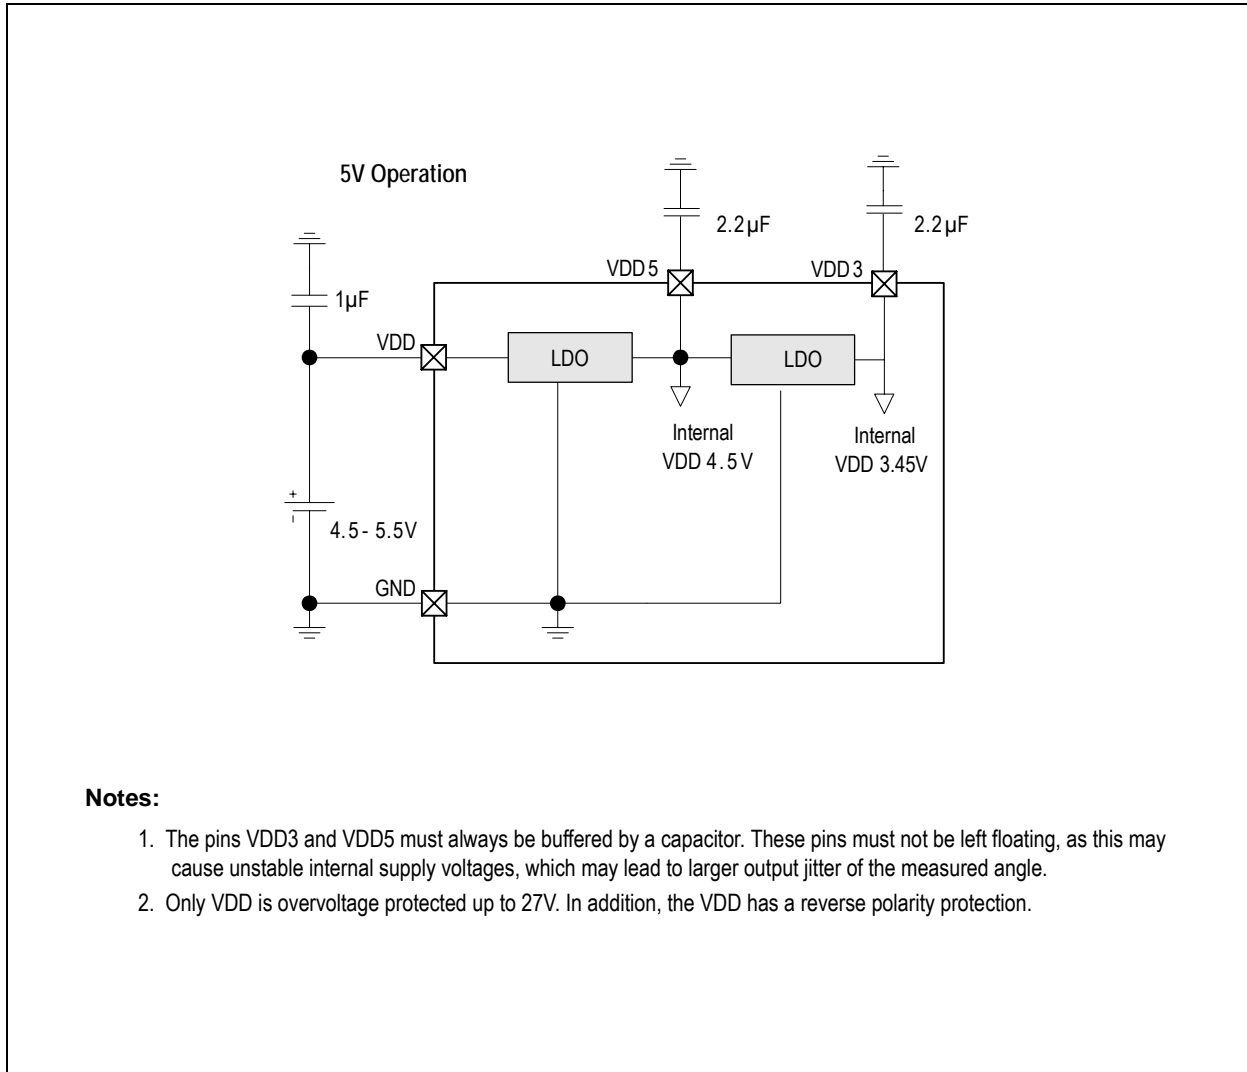 5V Operation
2.2µF
2.2µF
VDD5
VDD3
1µF
VDD
LDO
LDO
Internal
VDD 4.5V
Internal
VDD 3.45V
+
4.5 - 5.5V
-
GND
Notes:
1. The pins VDD3 and VDD5 must always be buffered by a capacitor. These pins must not be left floating, as this may
cause unstable internal supply voltages, which may lead to larger output jitter of the measured angle.
2. Only VDD is overvoltage protected up to 27V. In addition, the VDD has a reverse polarity protection.